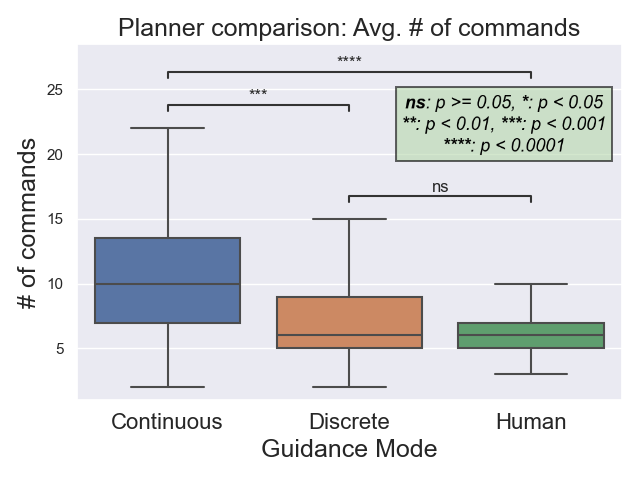 Planner comparison: Avg. # of commands
****
***
ns: p >= 0.05, *: p < 0.05
**: p < 0.01, ***: p < 0.001
****: p < 0.0001
ns
25
20
15
10
5
# of commands
Continuous Discrete Human
Guidance Mode